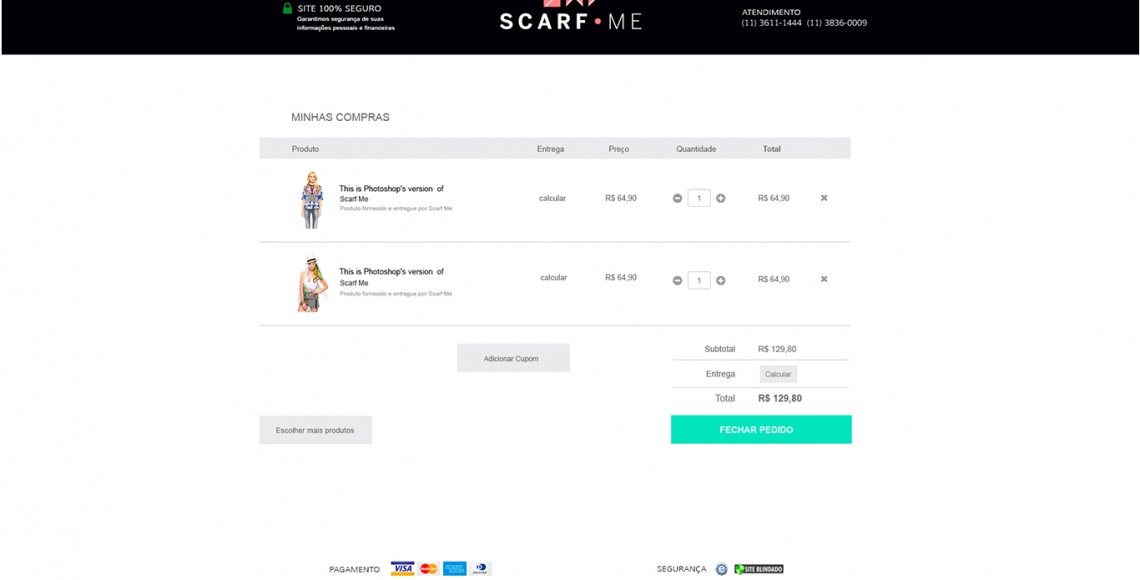 SITE 100% SEGURO
Garantimos segurança de suas
informações pessoais e financeiras
SCARF•ME
ATENDIMENTO
(11) 3611-1444 (11) 3836-0009
MINHAS COMPRAS
Produto Entrega Preço Quantidade Total
This is Photoshop's version of
Scarf Me
Produto fornecido e entregue por Scarf Me
calcular R$ 64,90 1 R$ 64,90
This is Photoshop's version of
Scarf Me
Produto fornecido e entregue por Scarf Me
calcular R$ 64,90 1 R$ 64,90
Adicionar Cupom
Subtotal R$ 129,80
Entrega Calcular
Total R$ 129,80
Escolher mais produtos
FECHAR PEDIDO
PAGAMENTO VISA
SEGURANÇA e SITE BLINDADO